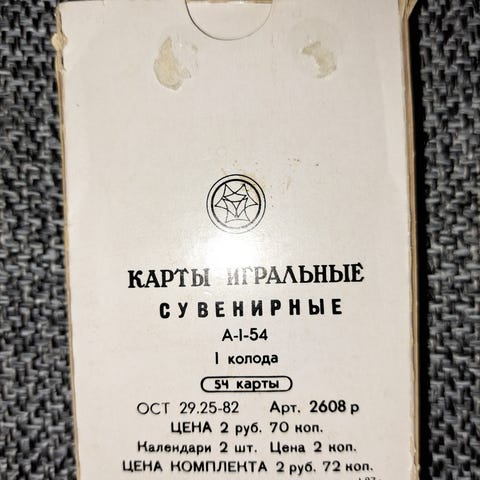 КАРТЫ ИГРАЛЬНЫЕ
СУВЕНИРНЫЕ
А-I-54
I колода
54 карты
ОСТ 29.25-82 Арт. 2608 р
ЦЕНА 2 руб. 70 коп.
Календари 2 шт. Цена 2 коп.
ЦЕНА КОМПЛЕКТА 2 руб. 72 коп.